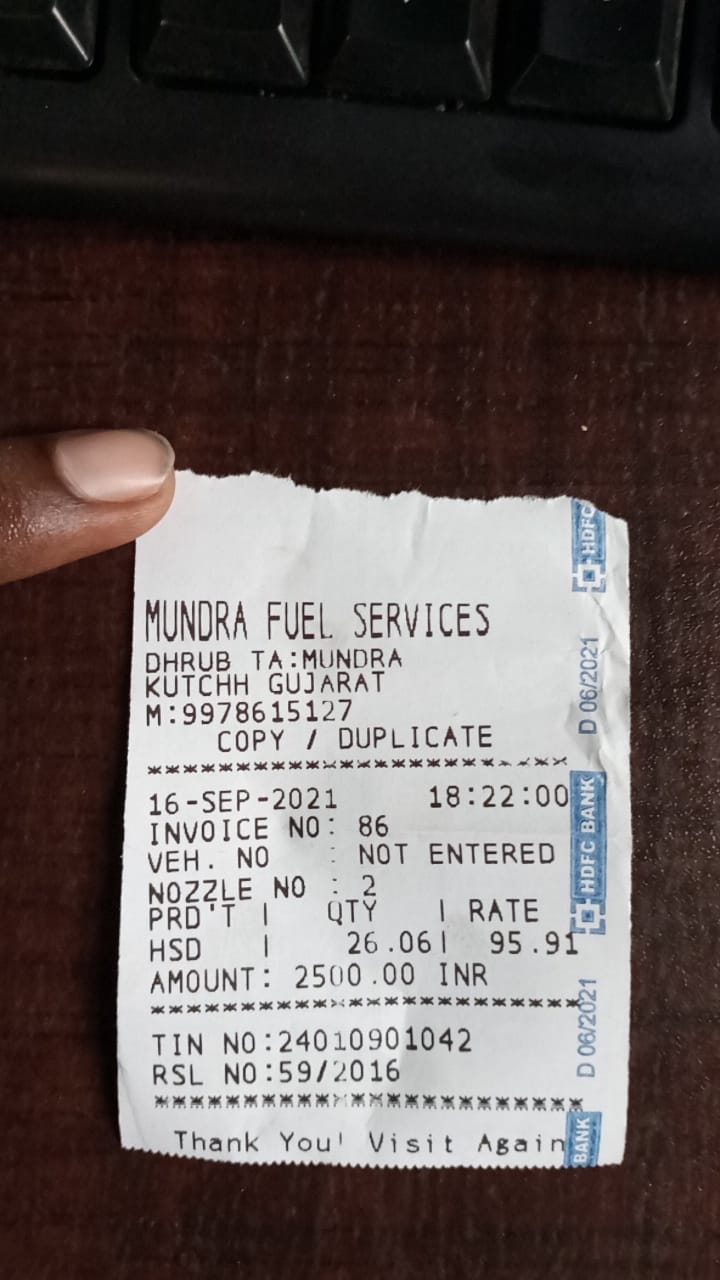 MUNDRA FUEL SERVICES
DHRUB TA:MUNDRA
KUTCHH GUJARAT
M:9978615127
COPY / DUPLICATE
************************
16-SEP-2021 18:22:00
INVOICE NO: 86
VEH. NO : NOT ENTERED
NOZZLE NO : 2
PRD'T | QTY | RATE
HSD | 26.06| 95.91
AMOUNT: 2500.00 INR
************************
TIN NO:24010901042
RSL NO:59/2016
************************
Thank You! Visit Again
HDFC
D 06/2021
HDFC BANK
D 06/2021
BANK